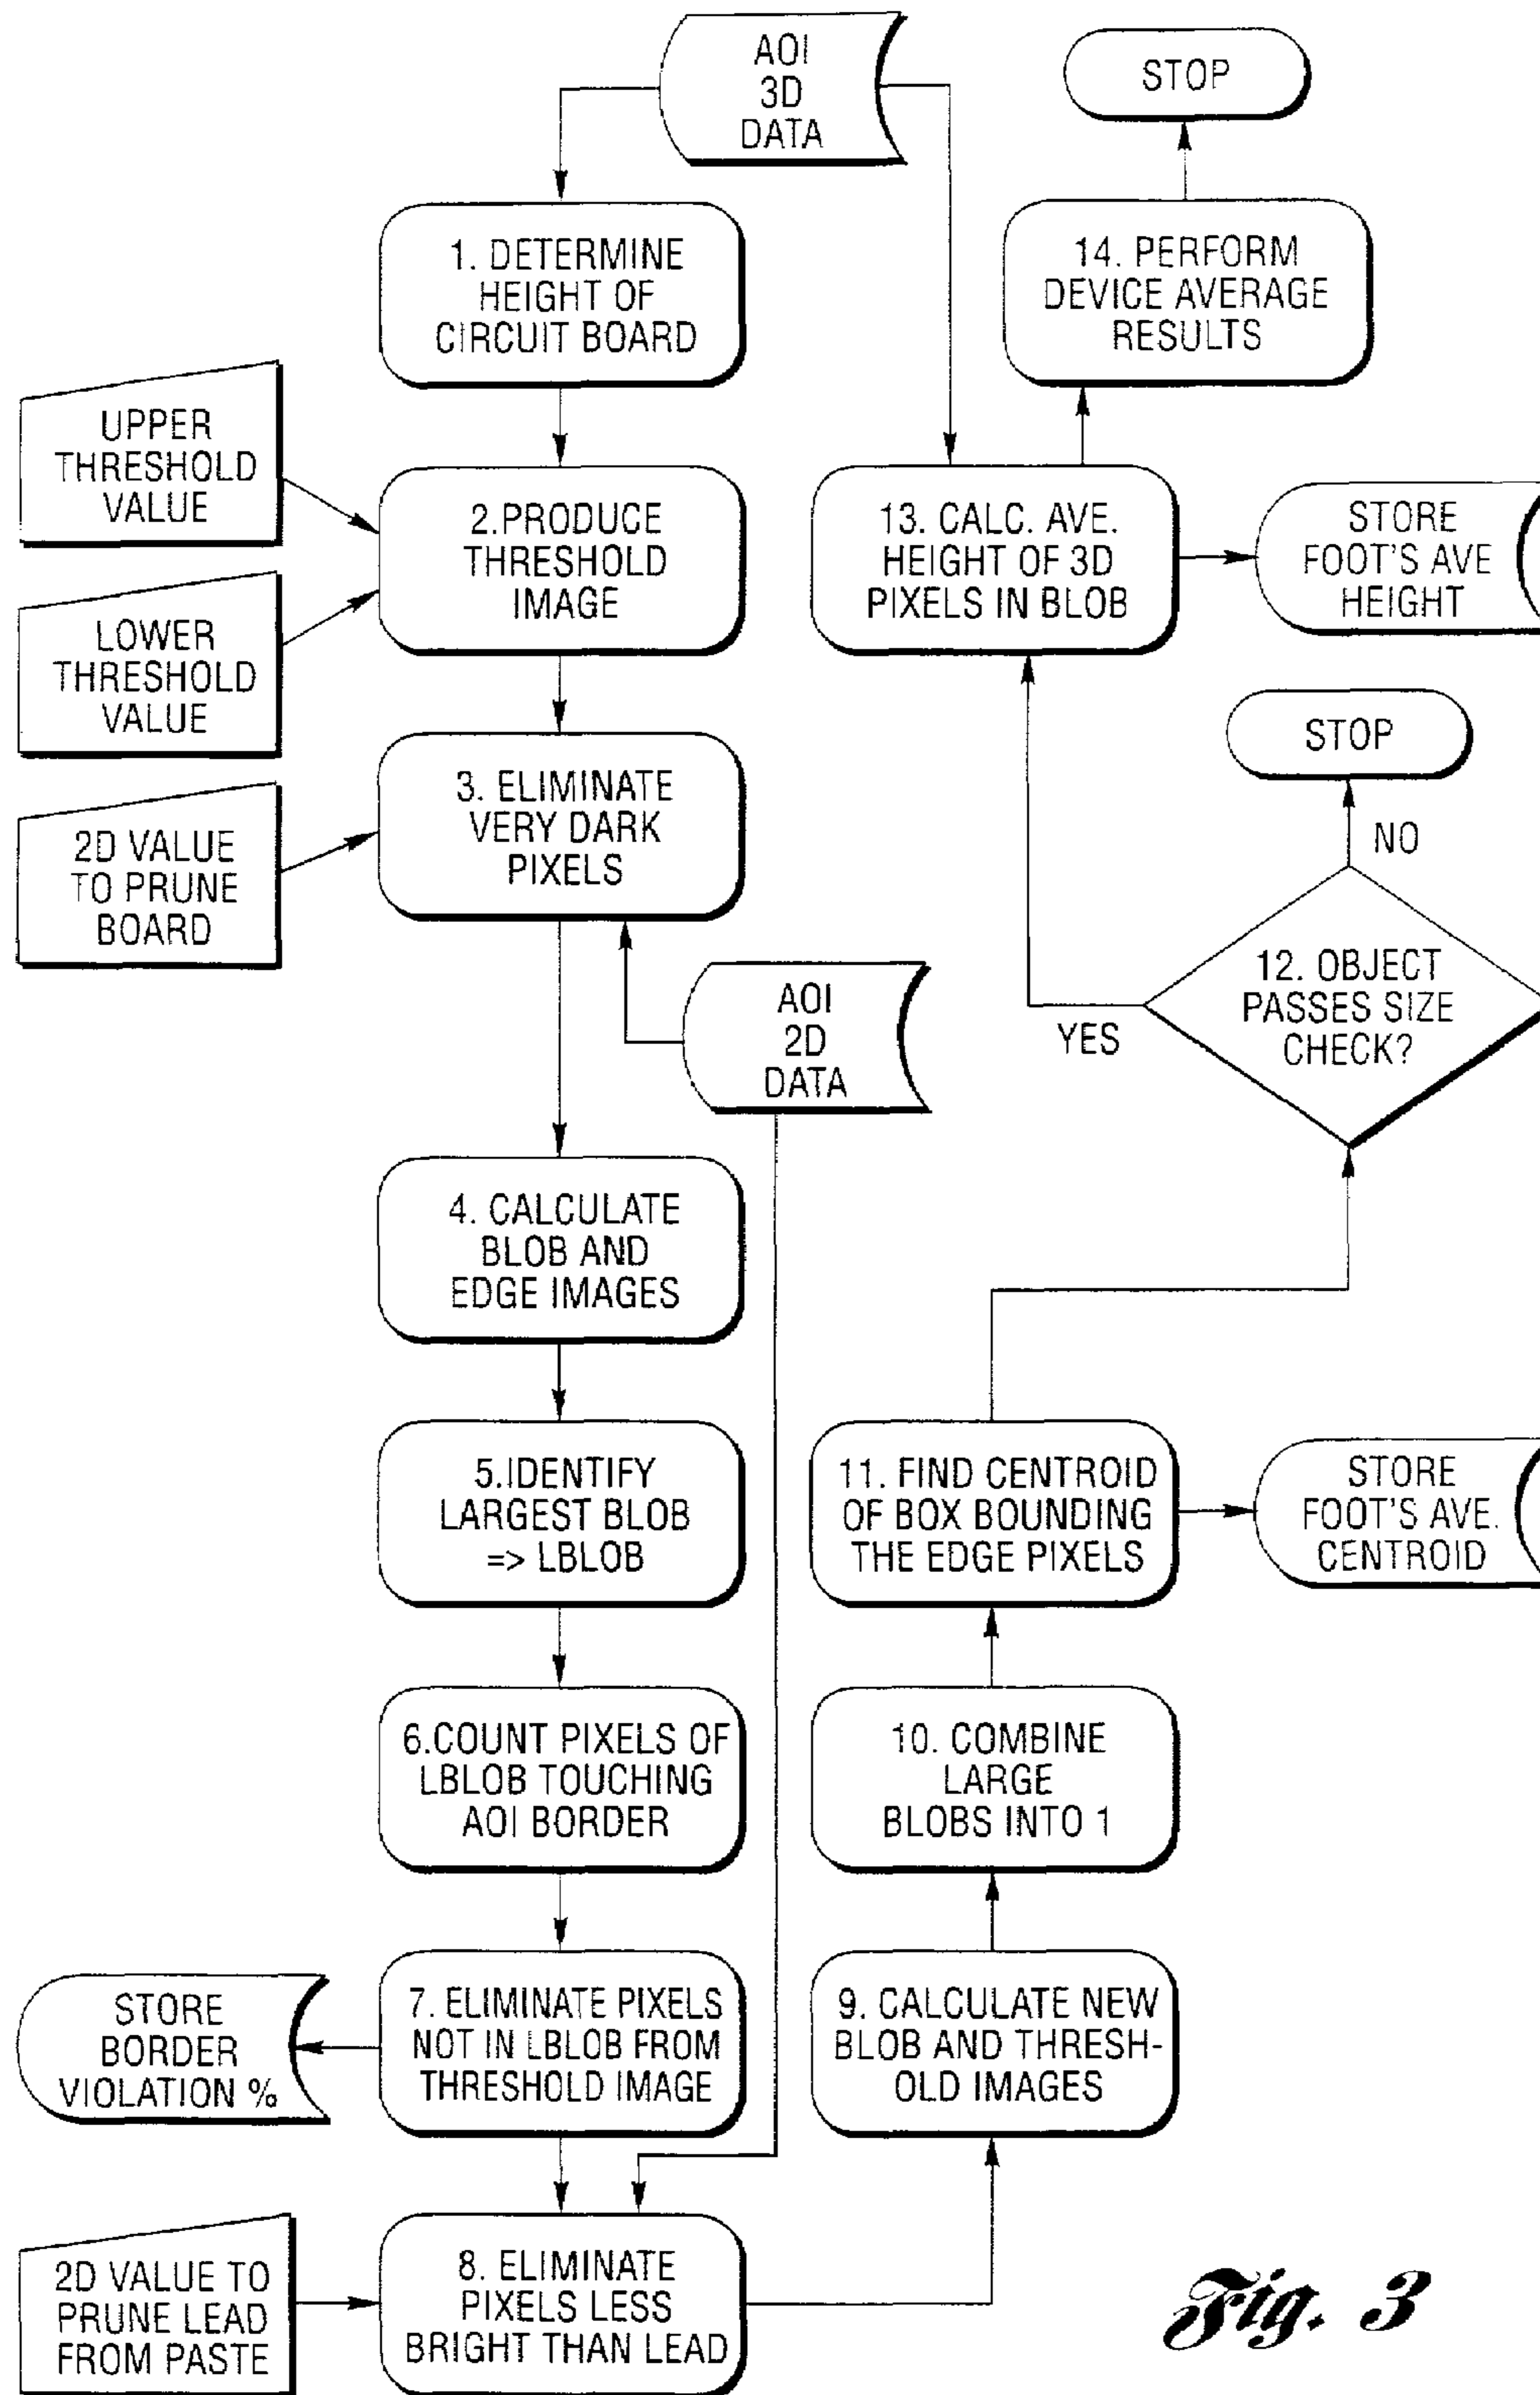 AOI
3D
DATA
STOP
1. DETERMINE
HEIGHT OF
CIRCUIT BOARD
14. PERFORM
DEVICE AVERAGE
RESULTS
UPPER
THRESHOLD
VALUE
2.PRODUCE
THRESHOLD
IMAGE
13. CALC. AVE.
HEIGHT OF 3D
PIXELS IN BLOB
STORE
FOOT'S AVE
HEIGHT
LOWER
THRESHOLD
VALUE
STOP
NO
3. ELIMINATE
VERY DARK
PIXELS
2D VALUE
TO PRUNE
BOARD
12. OBJECT
PASSES SIZE
CHECK?
YES
AOI
2D
DATA
4. CALCULATE
BLOB AND
EDGE IMAGES
5.IDENTIFY
LARGEST BLOB
=> LBLOB
11. FIND CENTROID
OF BOX BOUNDING
THE EDGE PIXELS
STORE
FOOT'S AVE.
CENTROID
6.COUNT PIXELS OF
LBLOB TOUCHING
AOI BORDER
10. COMBINE
LARGE
BLOBS INTO 1
STORE
BORDER
VIOLATION %
7. ELIMINATE PIXELS
NOT IN LBLOB FROM
THRESHOLD IMAGE
9. CALCULATE NEW
BLOB AND THRESH-
OLD IMAGES
2D VALUE TO
PRUNE LEAD
FROM PASTE
8. ELIMINATE
PIXELS LESS
BRIGHT THAN LEAD
Fig. 3